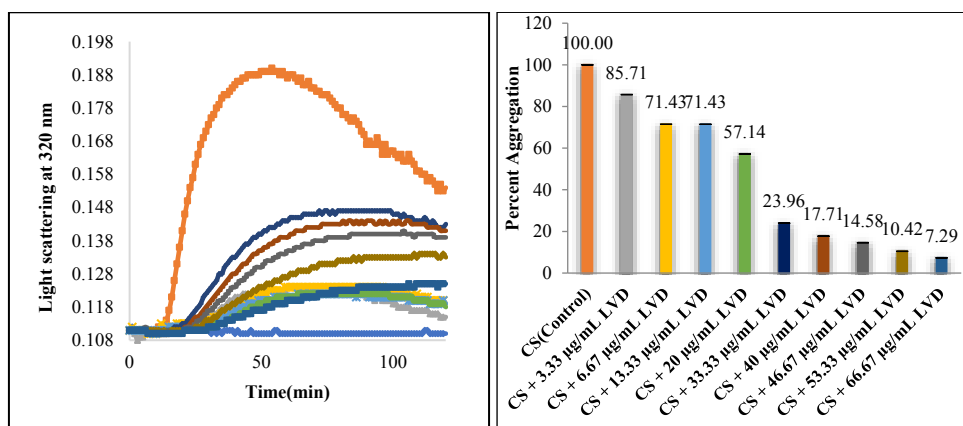 0.198
0.188
0.178
0.168
0.158
0.148
0.138
0.128
0.118
0.108
Light scattering at 320 nm
0 50 100
Time(min)
120
100
80
60
40
20
0
Percent Aggregation
100.00
85.71
71.43 71.43
57.14
23.96
17.71
14.58
10.42
7.29
CS(Control)
CS + 3.33 µg/mL LVD
CS + 6.67 µg/mL LVD
CS + 13.33 µg/mL LVD
CS + 20 µg/mL LVD
CS + 33.33 µg/mL LVD
CS + 40 µg/mL LVD
CS + 46.67 µg/mL LVD
CS + 53.33 µg/mL LVD
CS + 66.67 µg/mL LVD